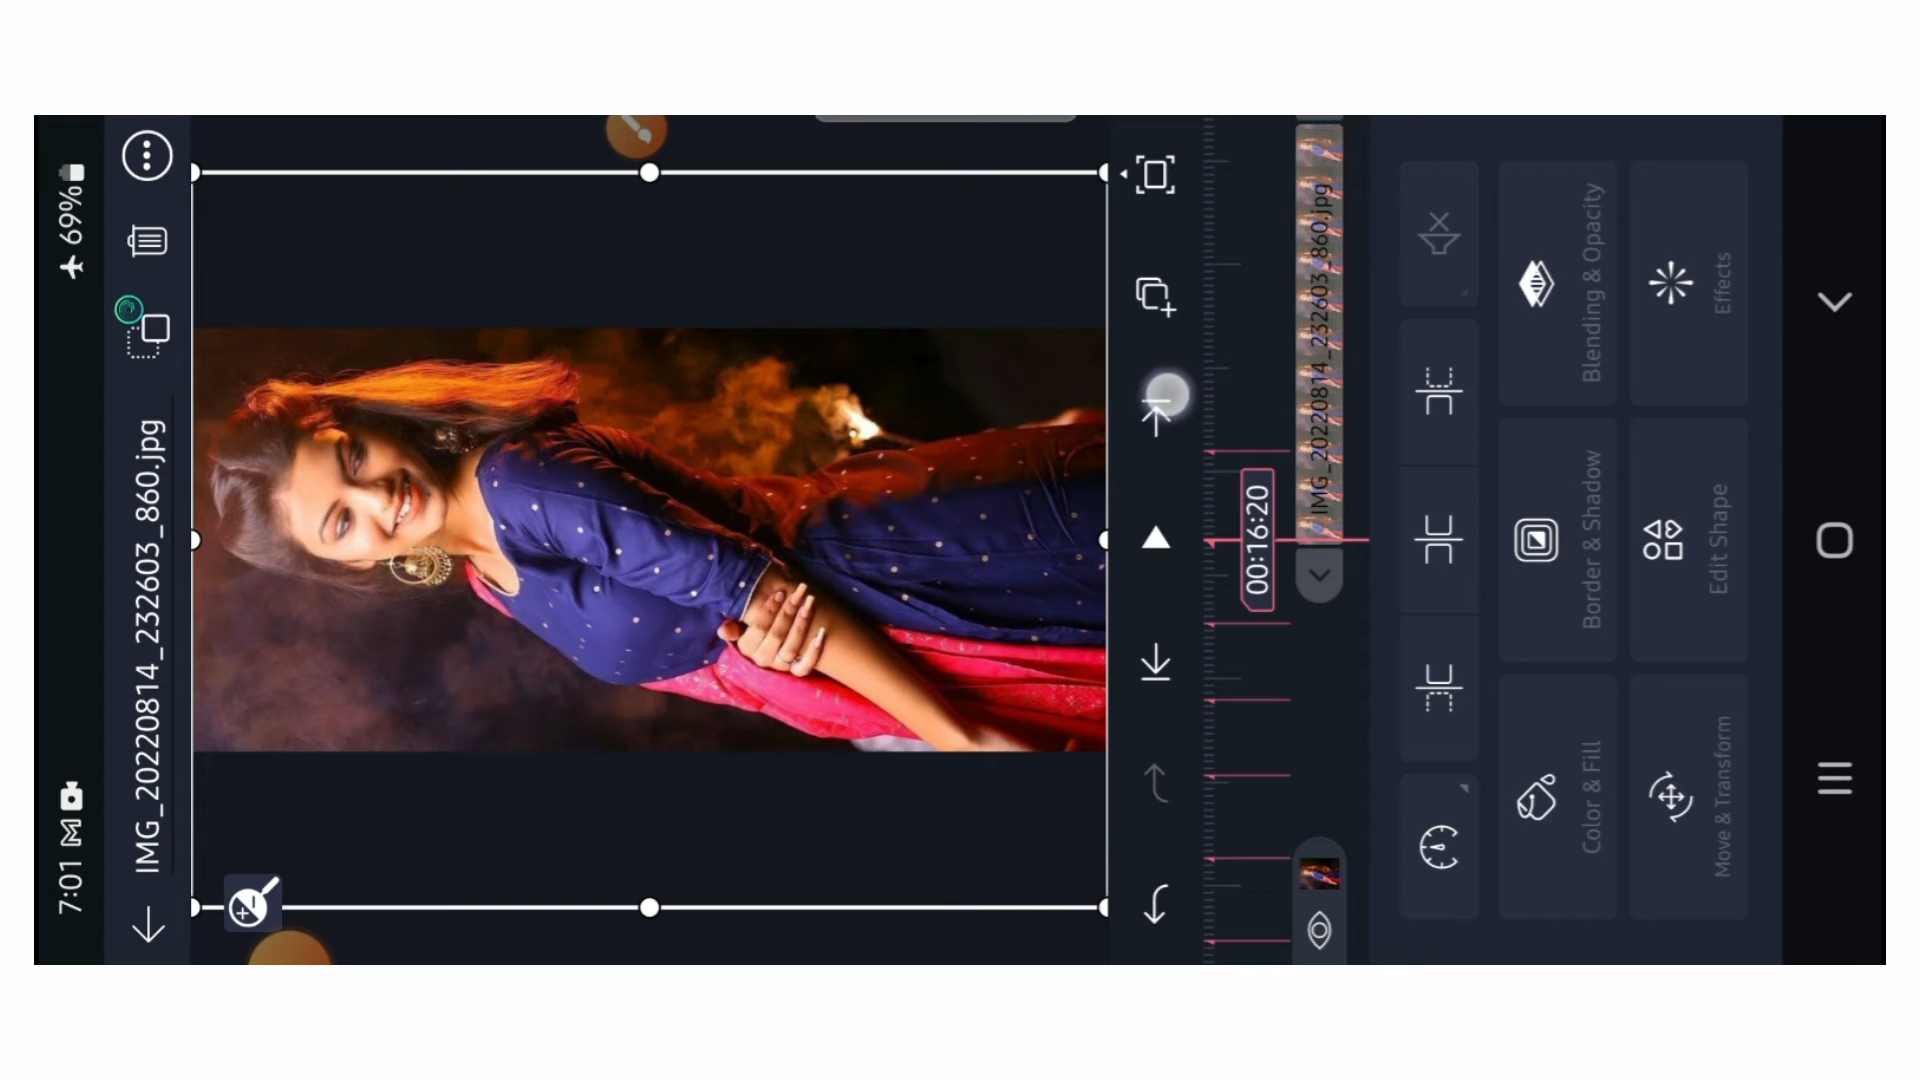 7:01
69%
IMG_20220814_232603_860.jpg
00:16:20
IMG_20220814_232603_860.jpg
Color & Fill
Border & Shadow
Blending & Opacity
Move & Transform
Edit Shape
Effects